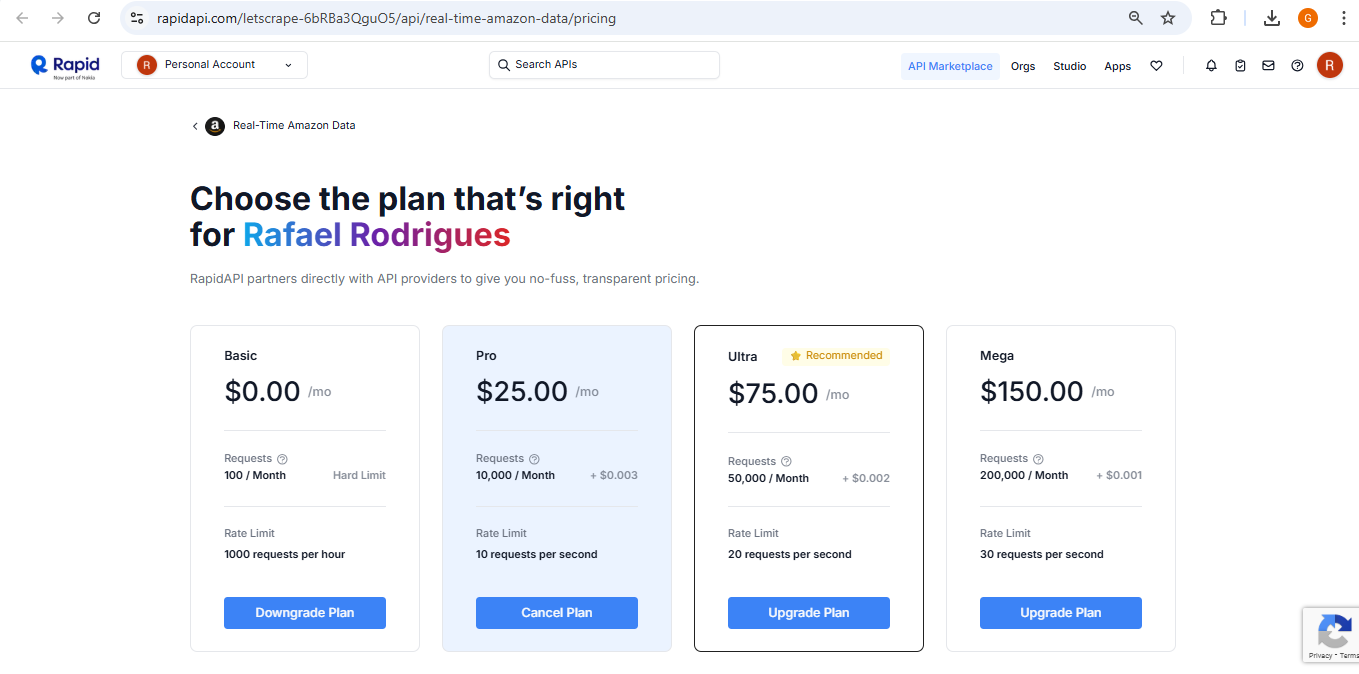 rapidapi.com/letscrape-6bRBa3QguO5/api/real-time-amazon-data/pricing
G
Rapid
Now part of Nokia
R
Personal Account
Search APIs
API Marketplace
Orgs
Studio
Apps
R
a
Real-Time Amazon Data
Choose the plan that's right
for Rafael Rodrigues
RapidAPI partners directly with API providers to give you no-fuss, transparent pricing.
Basic
$0.00 /mo
Requests
100 / Month Hard Limit
Rate Limit
1000 requests per hour
Downgrade Plan
Pro
$25.00 /mo
Requests
10,000 / Month + $0.003
Rate Limit
10 requests per second
Cancel Plan
Ultra Recommended
$75.00 /mo
Requests
50,000 / Month + $0.002
Rate Limit
20 requests per second
Upgrade Plan
Mega
$150.00 /mo
Requests
200,000 / Month + $0.001
Rate Limit
30 requests per second
Upgrade Plan
Privacy - Terms